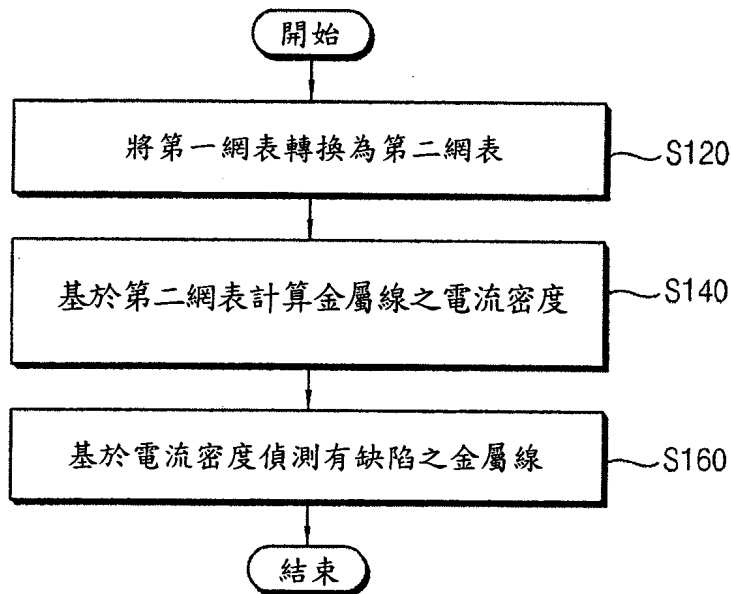 開始
將第一網表轉換為第二網表
S120
基於第二網表計算金屬線之電流密度
S140
基於電流密度偵測有缺陷之金屬線
S160
結束